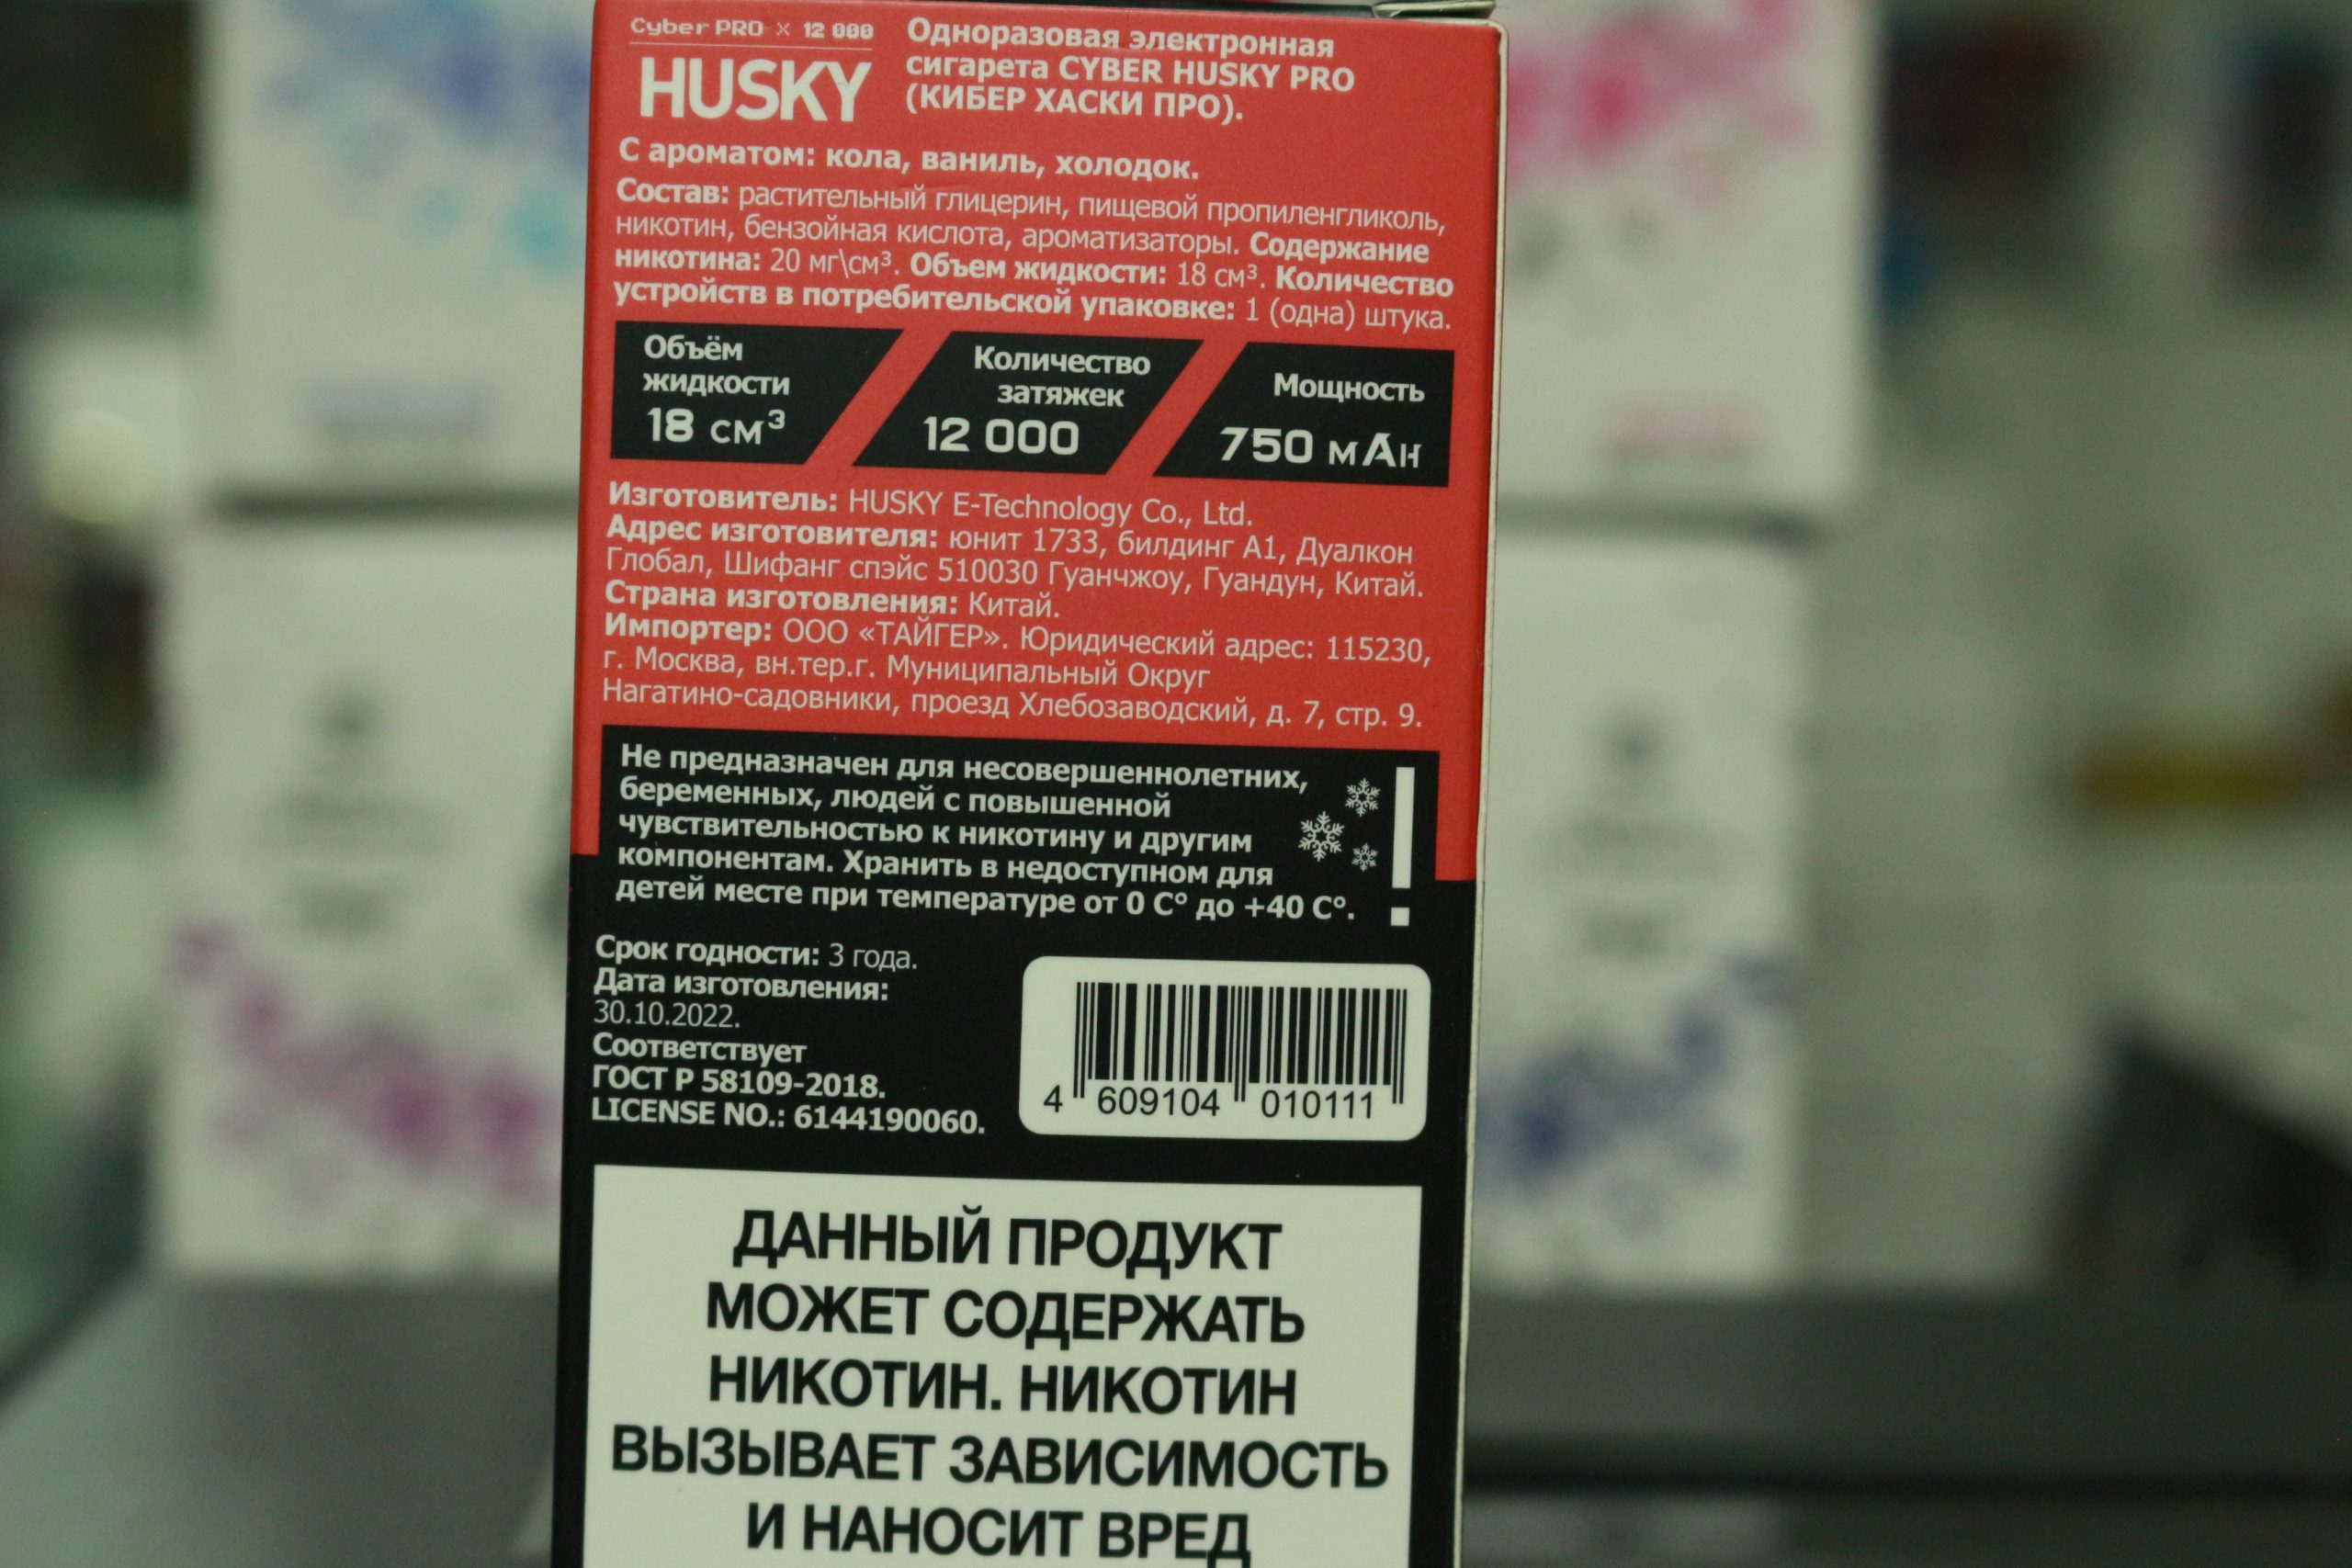 Cyber PRO × 12 000
HUSKY
Одноразовая электронная
сигарета CYBER HUSKY PRO
(КИБЕР ХАСКИ ПРО).
С ароматом: кола, ваниль, холодок.
Состав: растительный глицерин, пищевой пропиленгликоль,
никотин, бензойная кислота, ароматизаторы. Содержание
никотина: 20 мг\см³. Объем жидкости: 18 см³. Количество
устройств в потребительской упаковке: 1 (одна) штука.
Объём
жидкости
18 см³
Количество
затяжек
12 000
Мощность
750 мАн
Изготовитель: HUSKY E-Technology Co., Ltd.
Адрес изготовителя: юнит 1733, билдинг А1, Дуалкон
Глобал, Шифанг спэйс 510030 Гуанчжоу, Гуандун, Китай.
Страна изготовления: Китай.
Импортер: ООО «ТАЙГЕР». Юридический адрес: 115230,
г. Москва, вн.тер.г. Муниципальный Округ
Нагатино-садовники, проезд Хлебозаводский, д. 7, стр. 9.
Не предназначен для несовершеннолетних,
беременных, людей с повышенной
чувствительностью к никотину и другим
компонентам. Хранить в недоступном для
детей месте при температуре от 0 С° до +40 С°.
Срок годности: 3 года.
Дата изготовления:
30.10.2022.
Соответствует
ГОСТ Р 58109-2018.
LICENSE NO.: 6144190060.
4 609104 010111
ДАННЫЙ ПРОДУКТ
МОЖЕТ СОДЕРЖАТЬ
НИКОТИН. НИКОТИН
ВЫЗЫВАЕТ ЗАВИСИМОСТЬ
И НАНОСИТ ВРЕД